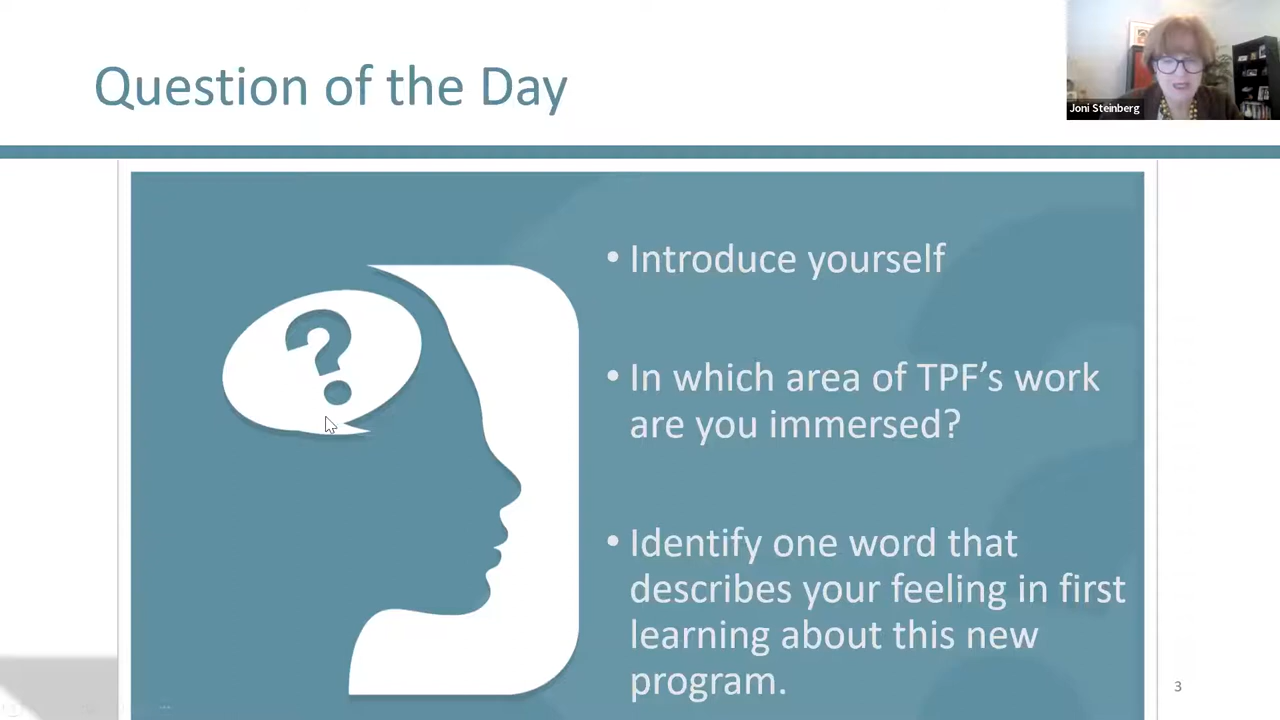 Question of the Day
Joni Steinberg
?
• Introduce yourself
• In which area of TPF’s work
are you immersed?
• Identify one word that
describes your feeling in first
learning about this new
program.
3